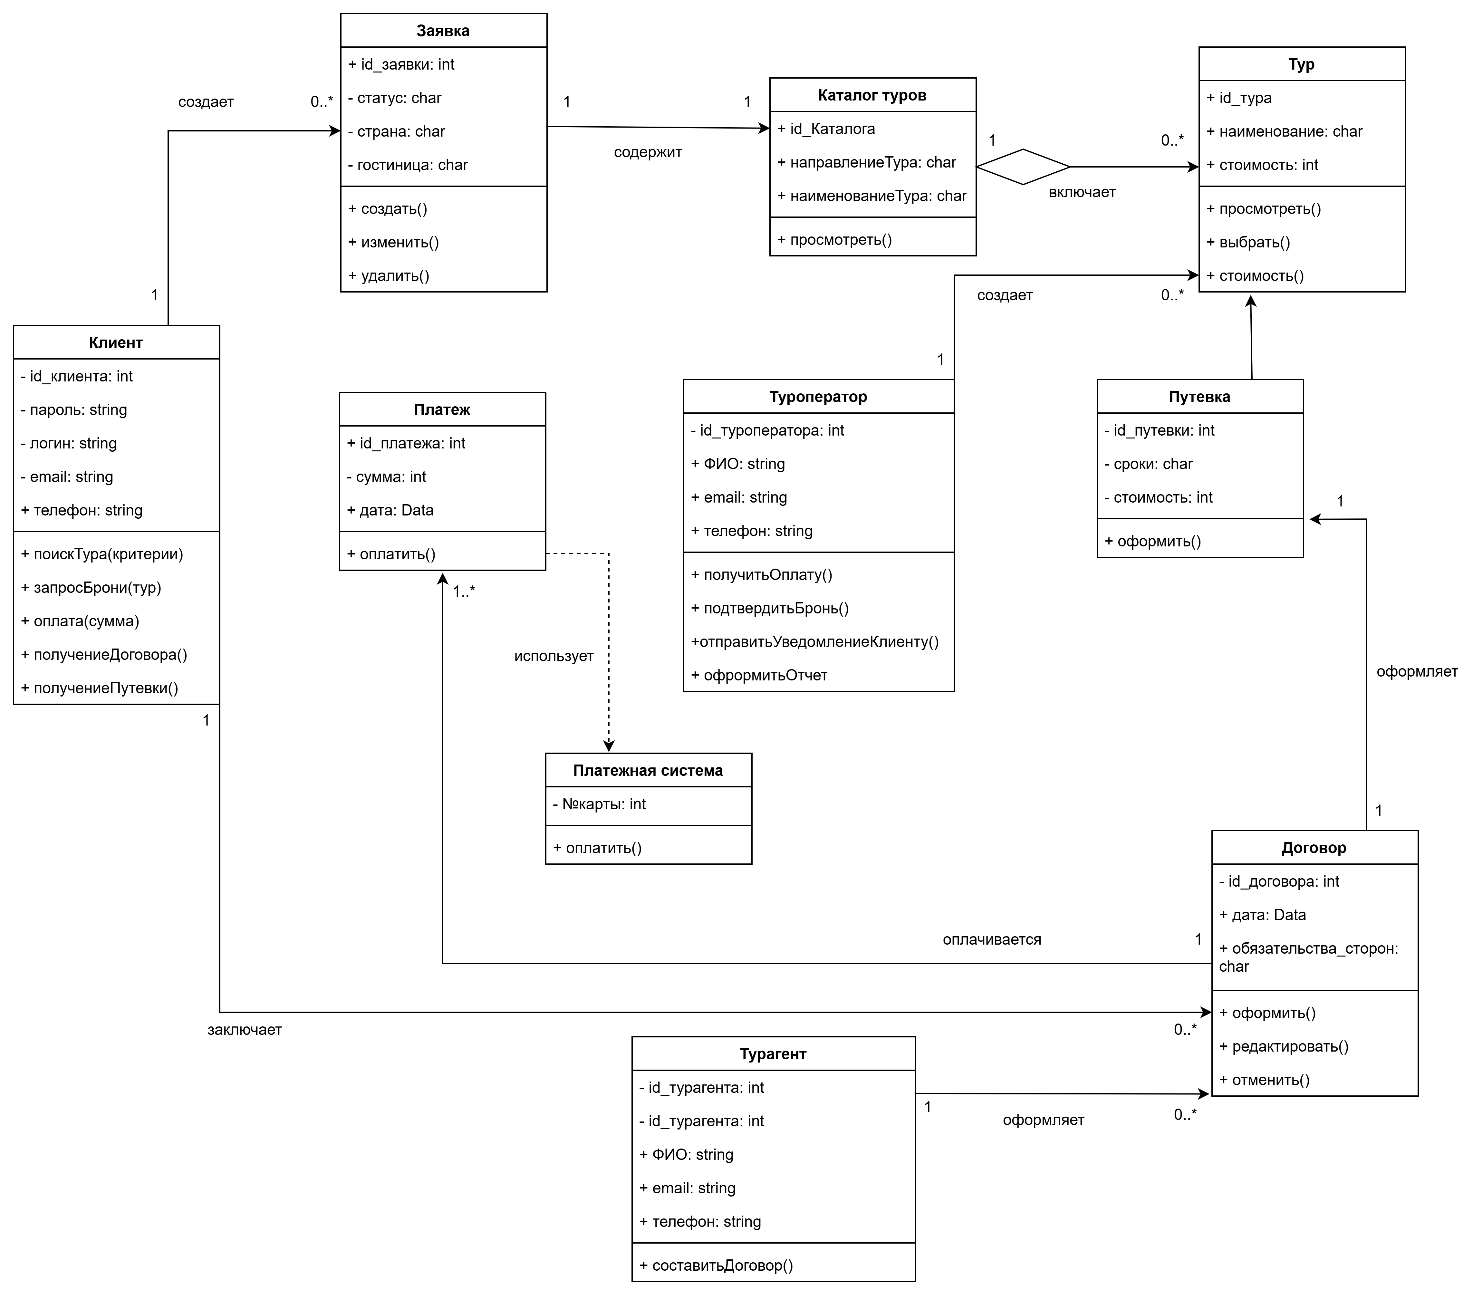 Заявка
+ id_заявки: int
- статус: char
- страна: char
- гостиница: char
+ создать()
+ изменить()
+ удалить()
создает
0..*
1
1
1
содержит
Каталог туров
+ id_Каталога
+ направлениеТура: char
+ наименованиеТура: char
+ просмотреть()
1
0..*
включает
Тур
+ id_тура
+ наименование: char
+ стоимость: int
+ просмотреть()
+ выбрать()
+ стоимость()
создает
0..*
1
Клиент
- id_клиента: int
- пароль: string
- логин: string
- email: string
+ телефон: string
+ поискТура(критерии)
+ запросБрони(тур)
+ оплата(сумма)
+ получениеДоговора()
+ получениеПутевки()
1
Платеж
+ id_платежа: int
- сумма: int
+ дата: Data
+ оплатить()
1..*
использует
Туроператор
- id_туроператора: int
+ ФИО: string
+ email: string
+ телефон: string
+ получитьОплату()
+ подтвердитьБронь()
+отправитьУведомлениеКлиенту()
+ офрормитьОтчет
Путевка
- id_путевки: int
- сроки: char
- стоимость: int
+ оформить()
1
оформляет
1
Платежная система
- №карты: int
+ оплатить()
Договор
- id_договора: int
+ дата: Data
+ обязательства_сторон:
char
+ оформить()
+ редактировать()
+ отменить()
оплачивается
1
заключает
0..*
Турагент
- id_турагента: int
- id_турагента: int
+ ФИО: string
+ email: string
+ телефон: string
+ составитьДоговор()
1
оформляет
0..*